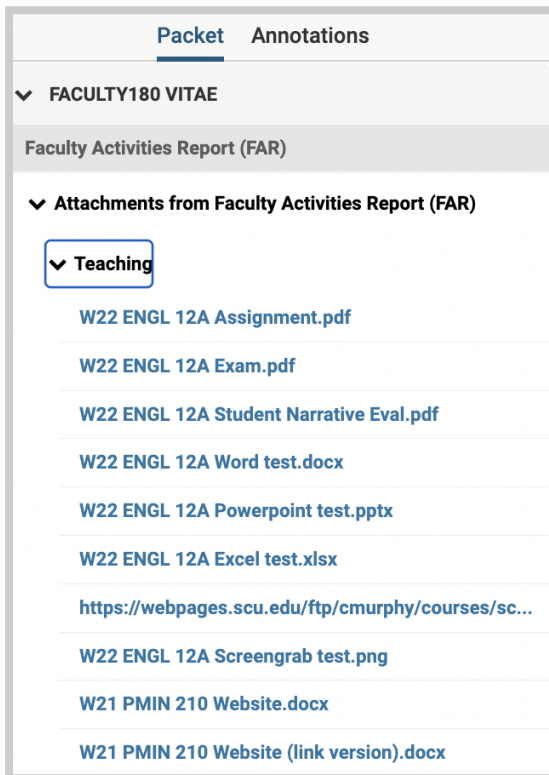 Packet Annotations
FACULTY180 VITAE
Faculty Activities Report (FAR)
Attachments from Faculty Activities Report (FAR)
Teaching
W22 ENGL 12A Assignment.pdf
W22 ENGL 12A Exam.pdf
W22 ENGL 12A Student Narrative Eval.pdf
W22 ENGL 12A Word test.docx
W22 ENGL 12A Powerpoint test.pptx
W22 ENGL 12A Excel test.xlsx
https://webpages.scu.edu/ftp/cmurphy/courses/sc...
W22 ENGL 12A Screengrab test.png
W21 PMIN 210 Website.docx
W21 PMIN 210 Website (link version).docx